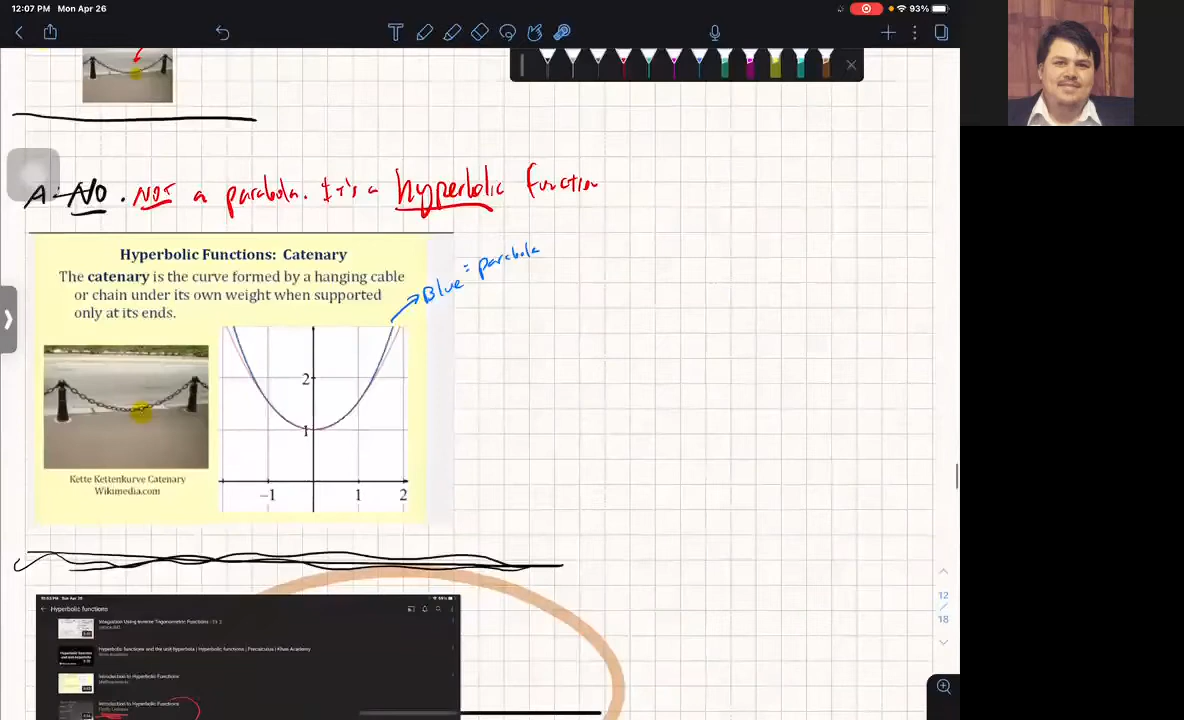 12:07 PM Mon Apr 26
93%
A: NO. NOT a parabola. It's a hyperbolic function
Hyperbolic Functions: Catenary
The catenary is the curve formed by a hanging cable
or chain under its own weight when supported
only at its ends.
Blue = parabola
2
1
-1 1 2
Kette Kettenkurve Catenary
Wikimedia.com
12
18
Hyperbolic functions
Integration Using Inverse Trigonometric Functions
Hyperbolic functions and the unit hyperbola | Hyperbolic functions | Precalculus | Khan Academy
Introduction to Hyperbolic Functions
Introduction to Hyperbolic Functions